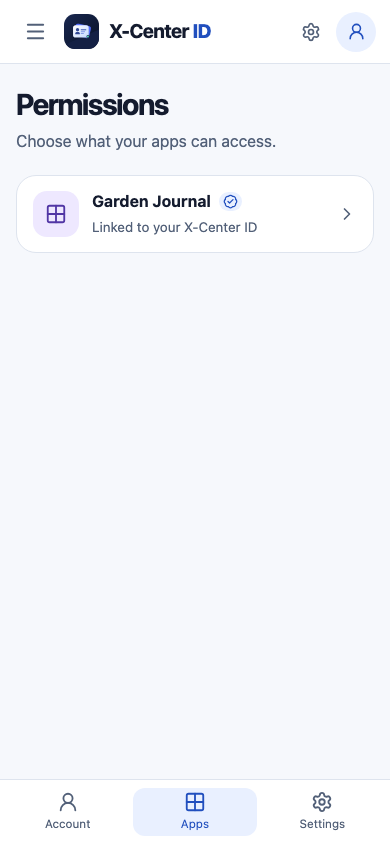 X-Center ID
Permissions
Choose what your apps can access.
Garden Journal
Linked to your X-Center ID
Account
Apps
Settings